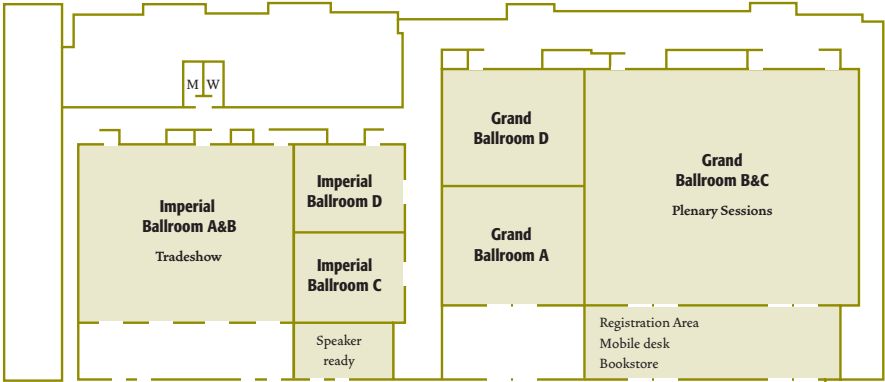 M W
Imperial
Ballroom A&B
Tradeshow
Imperial
Ballroom D
Imperial
Ballroom C
Speaker
ready
Grand
Ballroom D
Grand
Ballroom A
Grand
Ballroom B&C
Plenary Sessions
Registration Area
Mobile desk
Bookstore